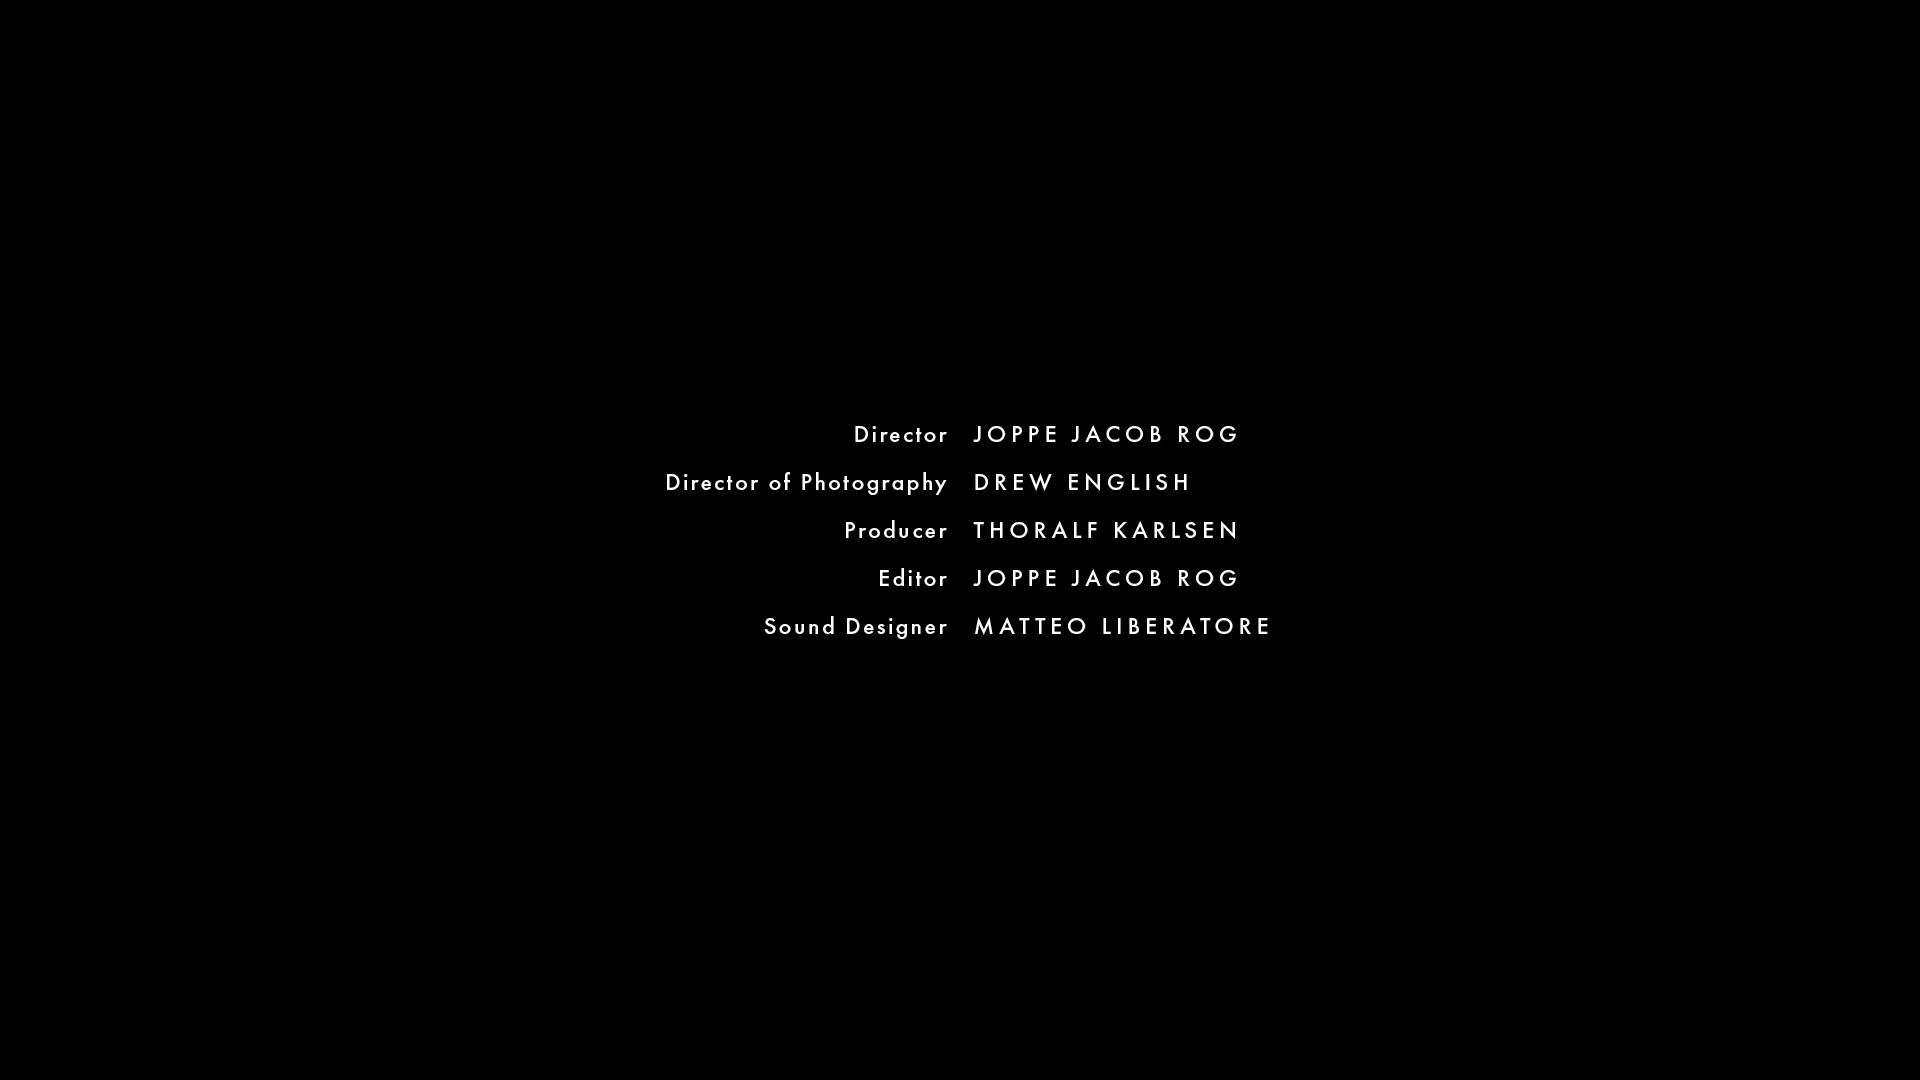 Director JOPPE JACOB ROG
Director of Photography DREW ENGLISH
Producer THORALF KARLSEN
Editor JOPPE JACOB ROG
Sound Designer MATTEO LIBERATORE